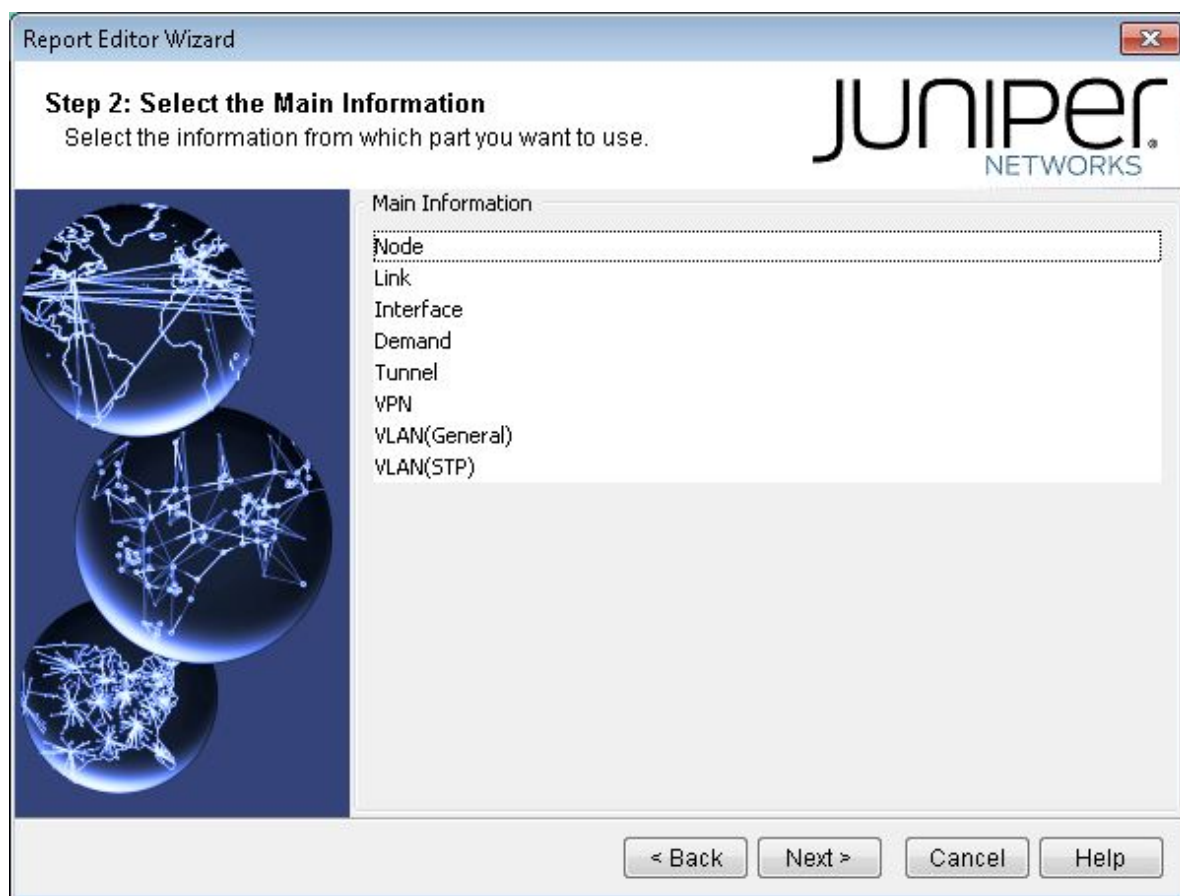 Report Editor Wizard
Step 2: Select the Main Information
Select the information from which part you want to use.
JUNIPER
NETWORKS
Main Information
Node
Link
Interface
Demand
Tunnel
VPN
VLAN(General)
VLAN(STP)
< Back
Next >
Cancel
Help